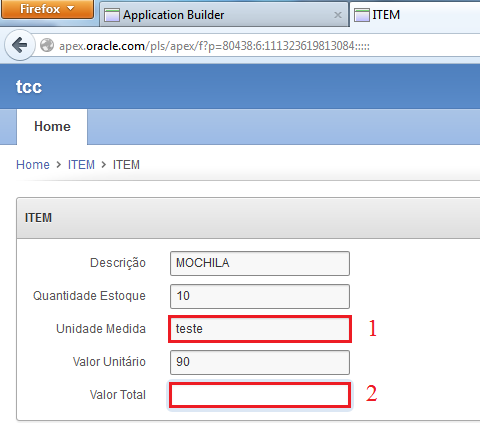 Firefox
Application Builder
ITEM
apex.oracle.com/pls/apex/f?p=80438:6:111323619813084:::::
tcc
Home
Home > ITEM > ITEM
ITEM
Descrição MOCHILA
Quantidade Estoque 10
Unidade Medida teste 1
Valor Unitário 90
Valor Total 2